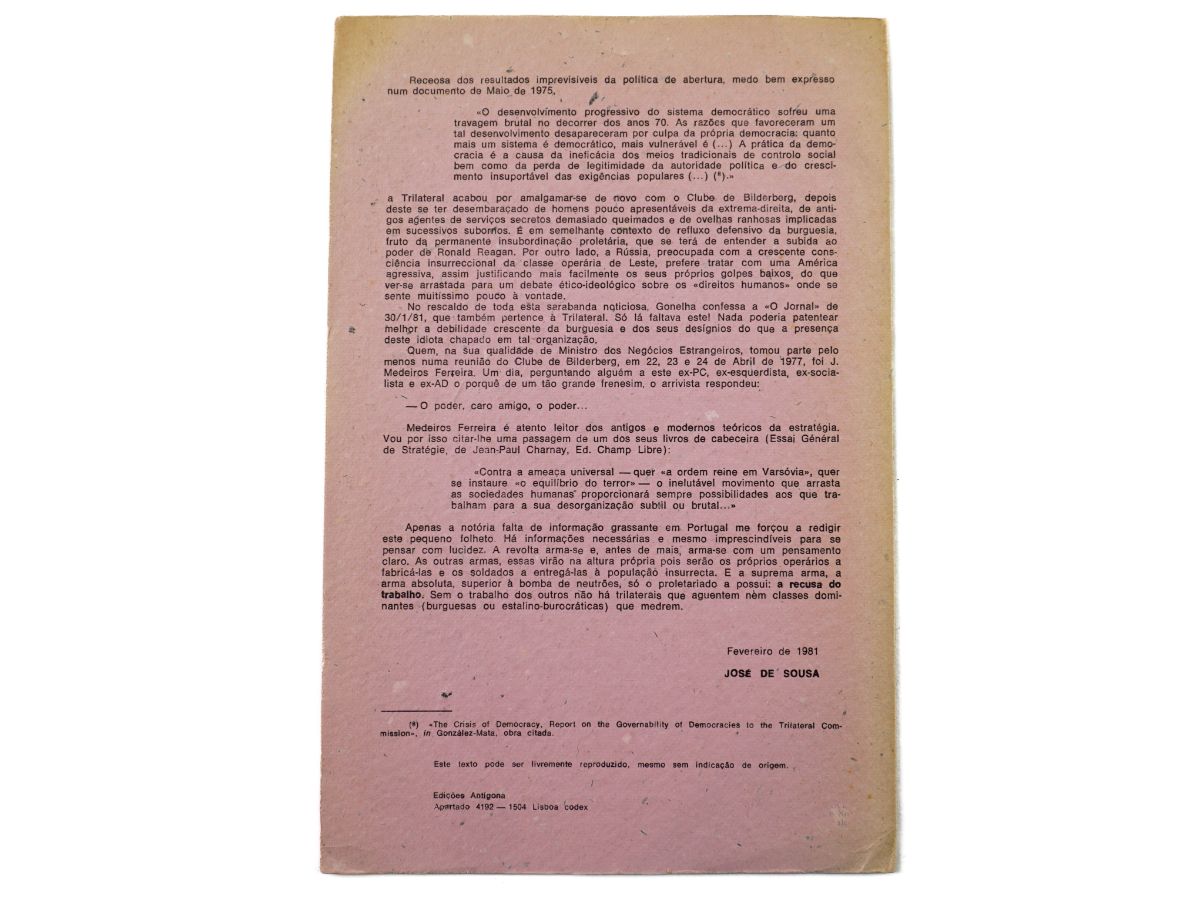 Receosa dos resultados imprevisíveis da política de abertura, medo bem expresso
num documento de Maio de 1975,
«O desenvolvimento progressivo do sistema democrático sofreu uma
travagem brutal no decorrer dos anos 70. As razões que favoreceram um
tal desenvolvimento desapareceram por culpa da própria democracia: quanto
mais um sistema é democrático, mais vulnerável é (...) A prática da demo-
cracia é a causa da ineficácia dos meios tradicionais de controlo social
bem como da perda de legitimidade da autoridade política e do cresci-
mento insuportável das exigências populares (...) (⁸).»
a Trilateral acabou por amalgamar-se de novo com o Clube de Bilderberg, depois
deste se ter desembaraçado de homens pouco apresentáveis da extrema-direita, de anti-
gos agentes de serviços secretos demasiado queimados e de ovelhas ranhosas implicadas
em sucessivos subornos. É em semelhante contexto de refluxo defensivo da burguesia,
fruto da permanente insubordinação proletária, que se terá de entender a subida ao
poder de Ronald Reagan. Por outro lado, a Rússia, preocupada com a crescente cons-
ciência insurreccional da classe operária de Leste, prefere tratar com uma América
agressiva, assim justificando mais facilmente os seus próprios golpes baixos, do que
ver-se arrastada para um debate ético-ideológico sobre os «direitos humanos» onde se
sente muitíssimo pouco à vontade.
No rescaldo de toda esta sarabanda noticiosa, Gonelha confessa a «O Jornal» de
30/1/81, que também pertence à Trilateral. Só lá faltava este! Nada poderia patentear
melhor a debilidade crescente da burguesia e dos seus desígnios do que a presença
deste idiota chapado em tal organização.
Quem, na sua qualidade de Ministro dos Negócios Estrangeiros, tomou parte pelo
menos numa reunião do Clube de Bilderberg, em 22, 23 e 24 de Abril de 1977, foi J.
Medeiros Ferreira. Um dia, perguntando alguém a este ex-PC, ex-esquerdista, ex-socia-
lista e ex-AD o porquê de um tão grande frenesim, o arrivista respondeu:
— O poder, caro amigo, o poder...
Medeiros Ferreira é atento leitor dos antigos e modernos teóricos da estratégia.
Vou por isso citar-lhe uma passagem de um dos seus livros de cabeceira (Essai Général
de Stratégie, de Jean-Paul Charnay, Ed. Champ Libre):
«Contra a ameaça universal — quer «a ordem reine em Varsóvia», quer
se instaure «o equilíbrio do terror» — o inelutável movimento que arrasta
as sociedades humanas proporcionará sempre possibilidades aos que tra-
balham para a sua desorganização subtil ou brutal...»
Apenas a notória falta de informação grassante em Portugal me forçou a redigir
este pequeno folheto. Há informações necessárias e mesmo imprescindíveis para se
pensar com lucidez. A revolta arma-se e, antes de mais, arma-se com um pensamento
claro. As outras armas, essas virão na altura própria pois serão os próprios operários a
fabricá-las e os soldados a entregá-las à população insurrecta. E a suprema arma, a
arma absoluta, superior à bomba de neutrões, só o proletariado a possui: a recusa do
trabalho. Sem o trabalho dos outros não há trilaterais que aguentem nem classes domi-
nantes (burguesas ou estalino-burocráticas) que medrem.
Fevereiro de 1981
JOSÉ DE SOUSA
(⁸) «The Crisis of Democracy, Report on the Governability of Democracies to the Trilateral Com-
mission», in González-Mata, obra citada.
Este texto pode ser livremente reproduzido, mesmo sem indicação de origem.
Edições Antígona
Apartado 4192 — 1504 Lisboa codex